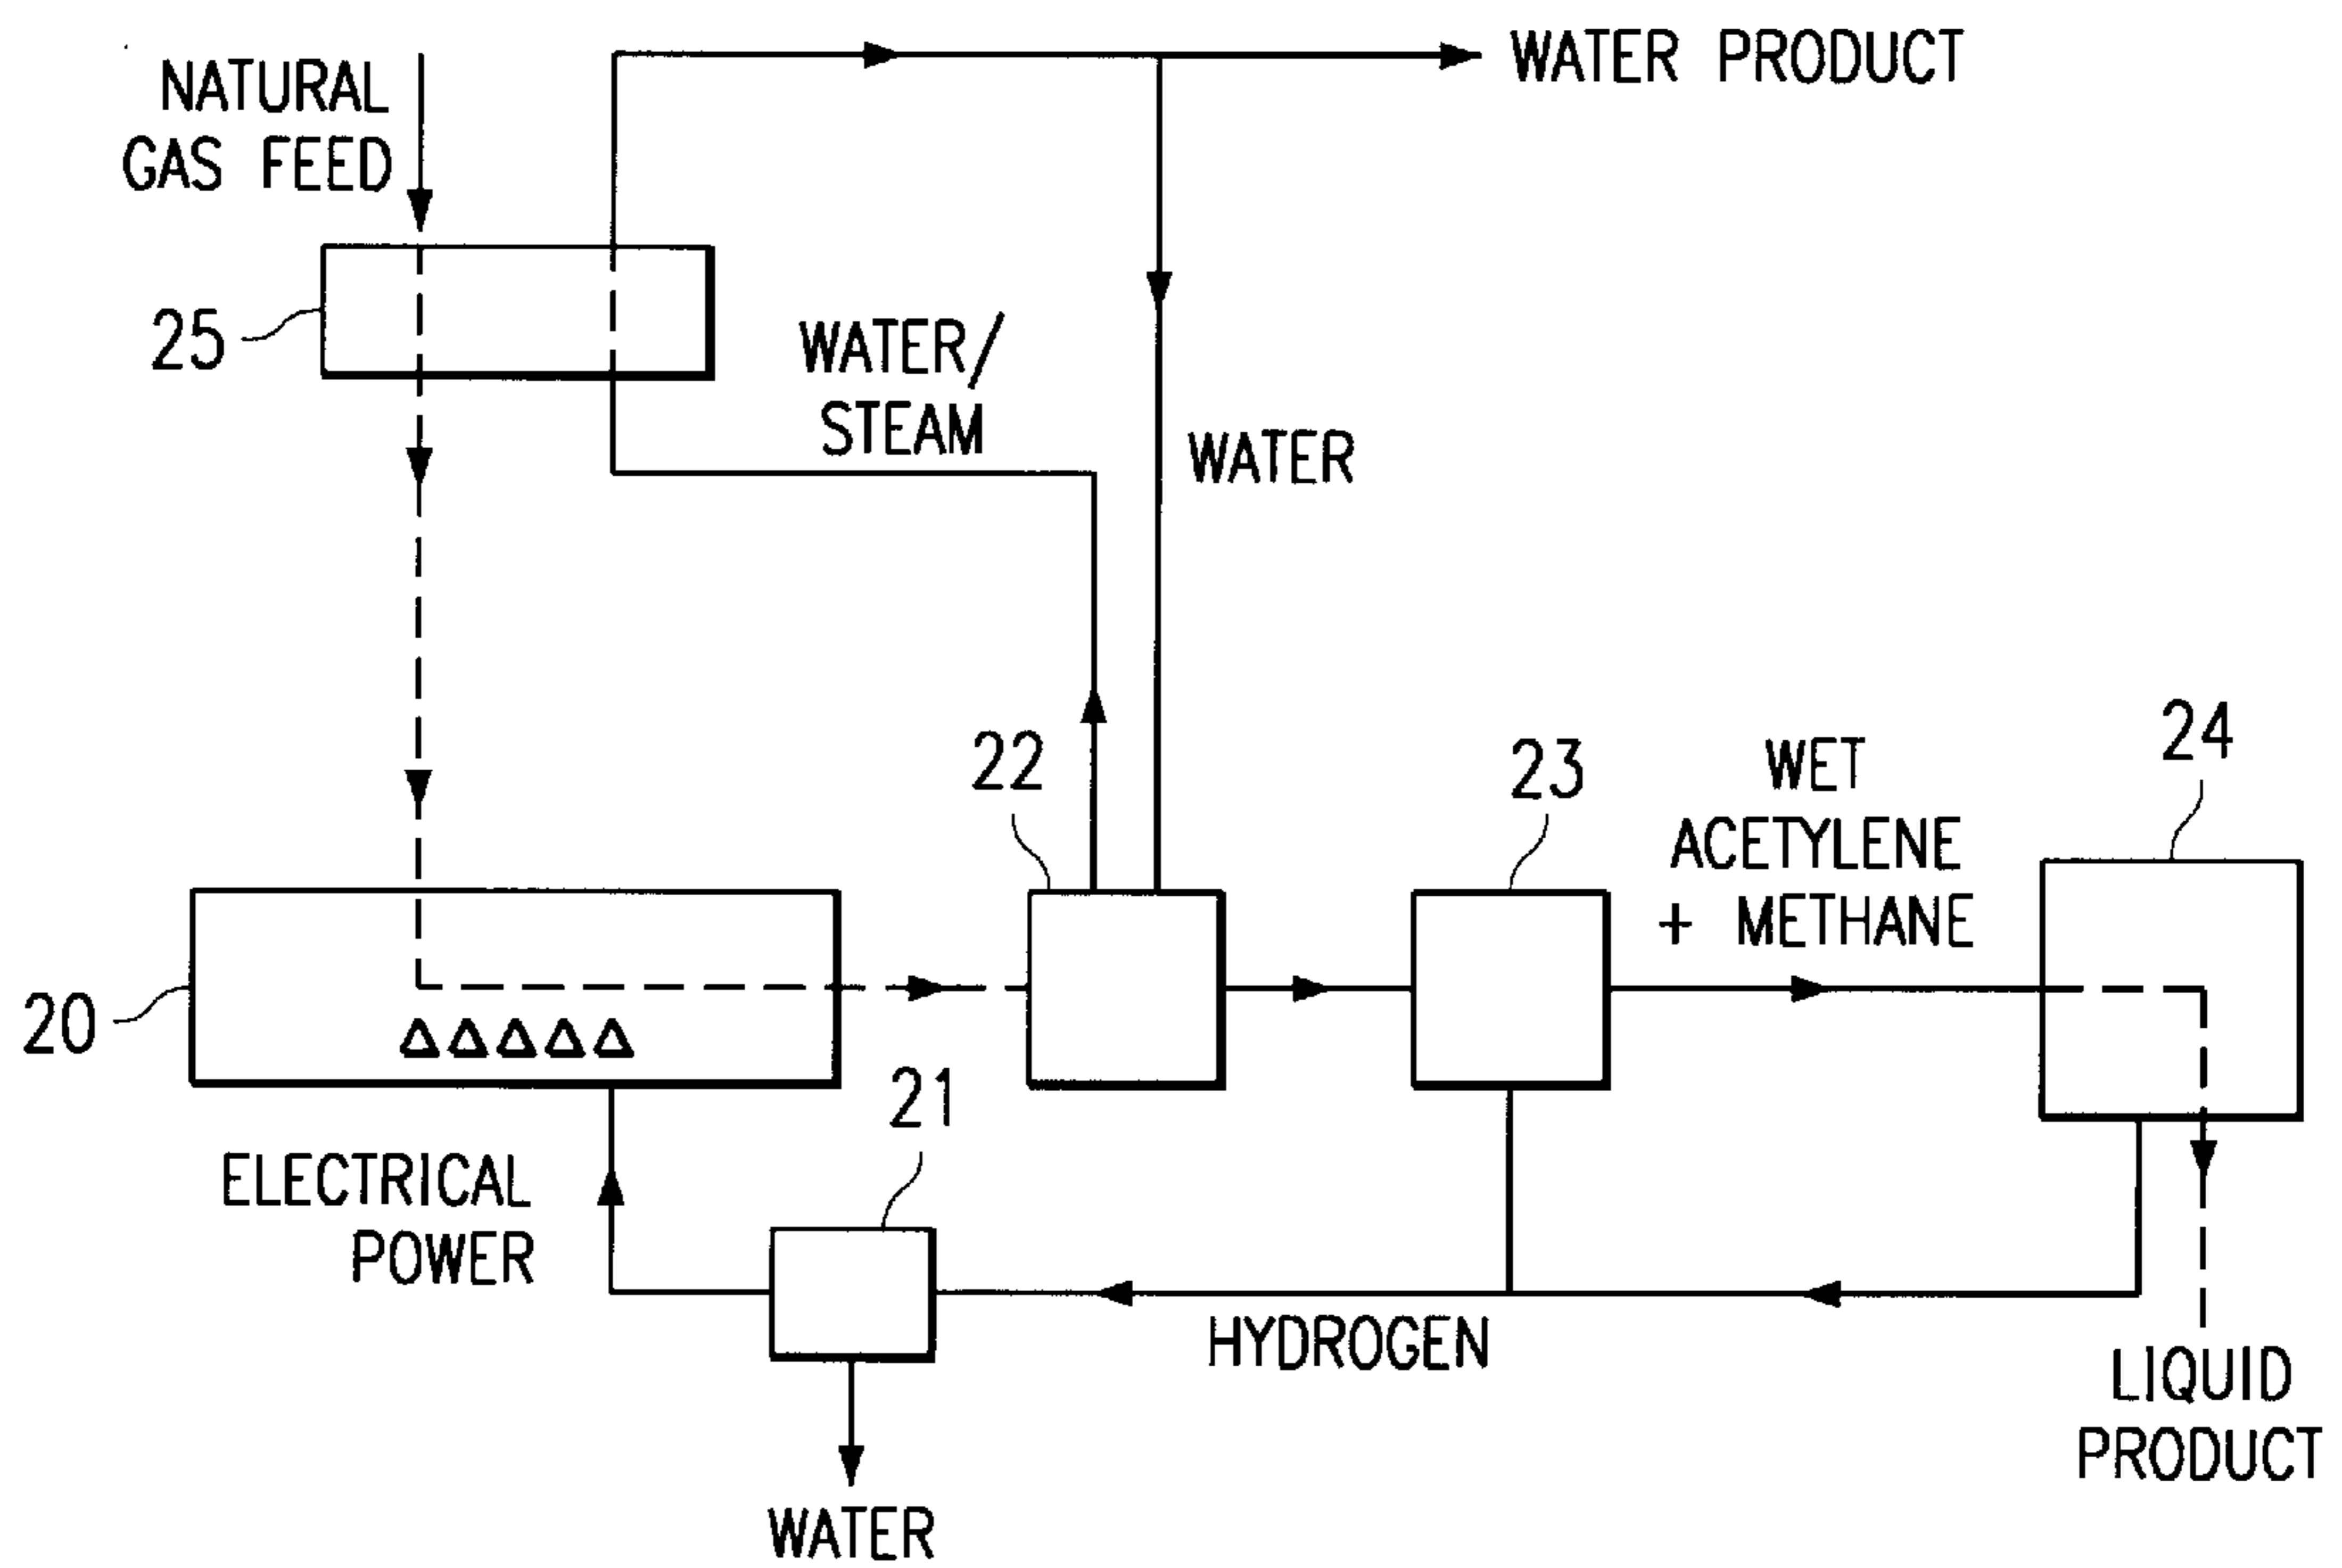 NATURAL
GAS FEED
WATER PRODUCT
25
WATER/
STEAM
WATER
22
23
WET
ACETYLENE
+ METHANE
24
20
21
ELECTRICAL
POWER
HYDROGEN
LIQUID
PRODUCT
WATER